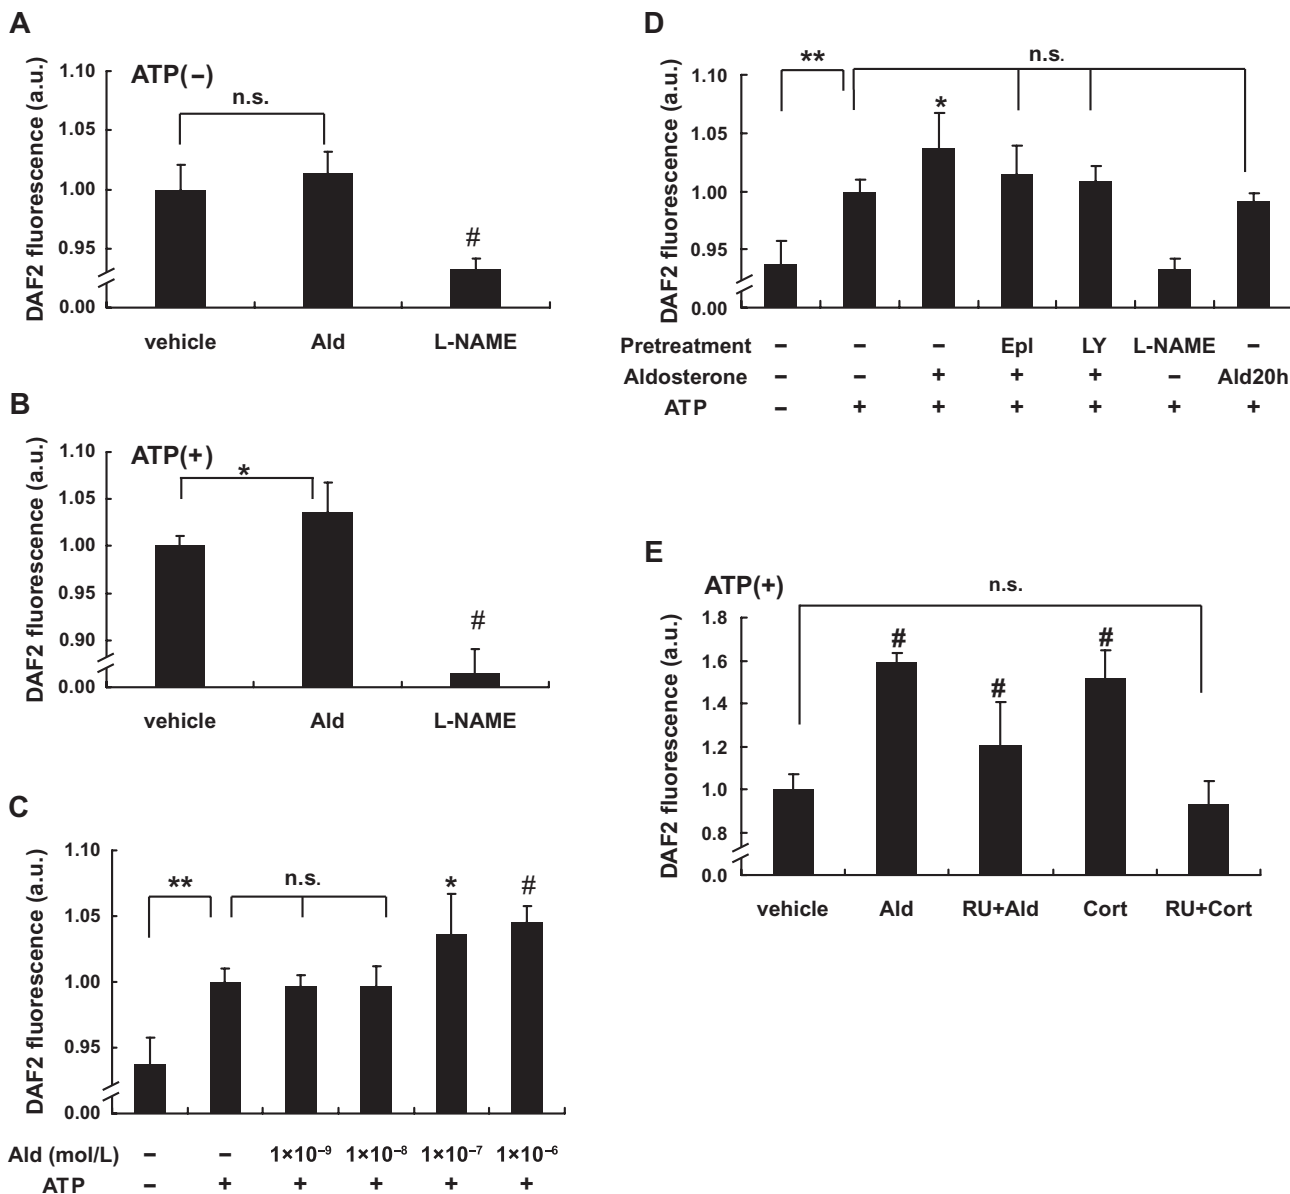 A
DAF2 fluorescence (a.u.)
ATP(−)
1.10
1.05
1.00
0.95
0.00
n.s.
#
vehicle Ald L-NAME
B
DAF2 fluorescence (a.u.)
ATP(+)
1.10
1.05
1.00
0.95
0.90
0.00
*
#
vehicle Ald L-NAME
C
DAF2 fluorescence (a.u.)
1.10
1.05
1.00
0.95
0.00
** n.s. * #
Ald (mol/L) − − 1×10⁻⁹ 1×10⁻⁸ 1×10⁻⁷ 1×10⁻⁶
ATP − + + + + +
D
DAF2 fluorescence (a.u.)
1.10
1.05
1.00
0.95
0.00
** n.s.
*
Pretreatment − − − Epl LY L-NAME −
Aldosterone − − + + + − Ald20h
ATP − + + + + + +
E
DAF2 fluorescence (a.u.)
ATP(+)
1.8
1.6
1.4
1.2
1.0
0.8
0.0
n.s.
# # #
vehicle Ald RU+Ald Cort RU+Cort